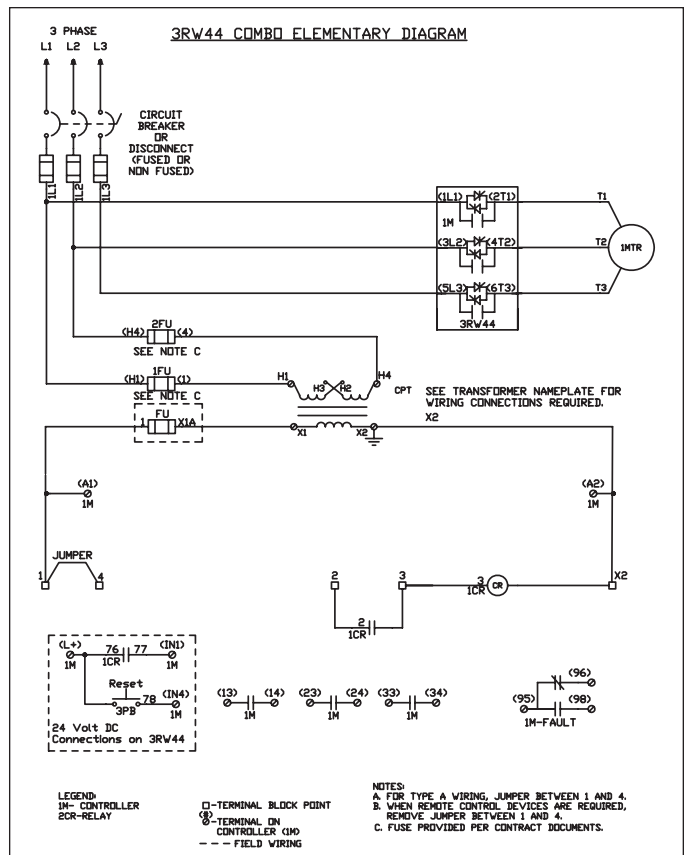 3RW44 COMBO ELEMENTARY DIAGRAM
3 PHASE
L1 L2 L3
CIRCUIT
BREAKER
OR
DISCONNECT
(FUSED OR
NON FUSED)
1L1 1L2 1L3
(1L1) (2T1) T1
1M
(3L2) (4T2) T2
1MTR
(5L3) (6T3) T3
3RW44
2FU
(H4) (4)
SEE NOTE C
1FU
(H1) (1)
SEE NOTE C
H1 H3 H2 H4
CPT
SEE TRANSFORMER NAMEPLATE FOR
WIRING CONNECTIONS REQUIRED.
FU
1 X1A
X1 X2
X2
(A1)
1M
(A2)
1M
JUMPER
1 4
2 3
3
CR
1CR
X2
2
1CR
(L+)
1M
76 77
1CR
(IN1)
1M
Reset
78
3PB
(IN4)
1M
24 Volt DC
Connections on 3RW44
(13) (14)
1M
(23) (24)
1M
(33) (34)
1M
(96)
(95) (98)
1M-FAULT
LEGEND:
1M- CONTROLLER
2CR-RELAY
□-TERMINAL BLOCK POINT
(#)
⊘-TERMINAL ON
CONTROLLER (1M)
--- FIELD WIRING
NOTES:
A. FOR TYPE A WIRING, JUMPER BETWEEN 1 AND 4.
B. WHEN REMOTE CONTROL DEVICES ARE REQUIRED,
REMOVE JUMPER BETWEEN 1 AND 4.
C. FUSE PROVIDED PER CONTRACT DOCUMENTS.